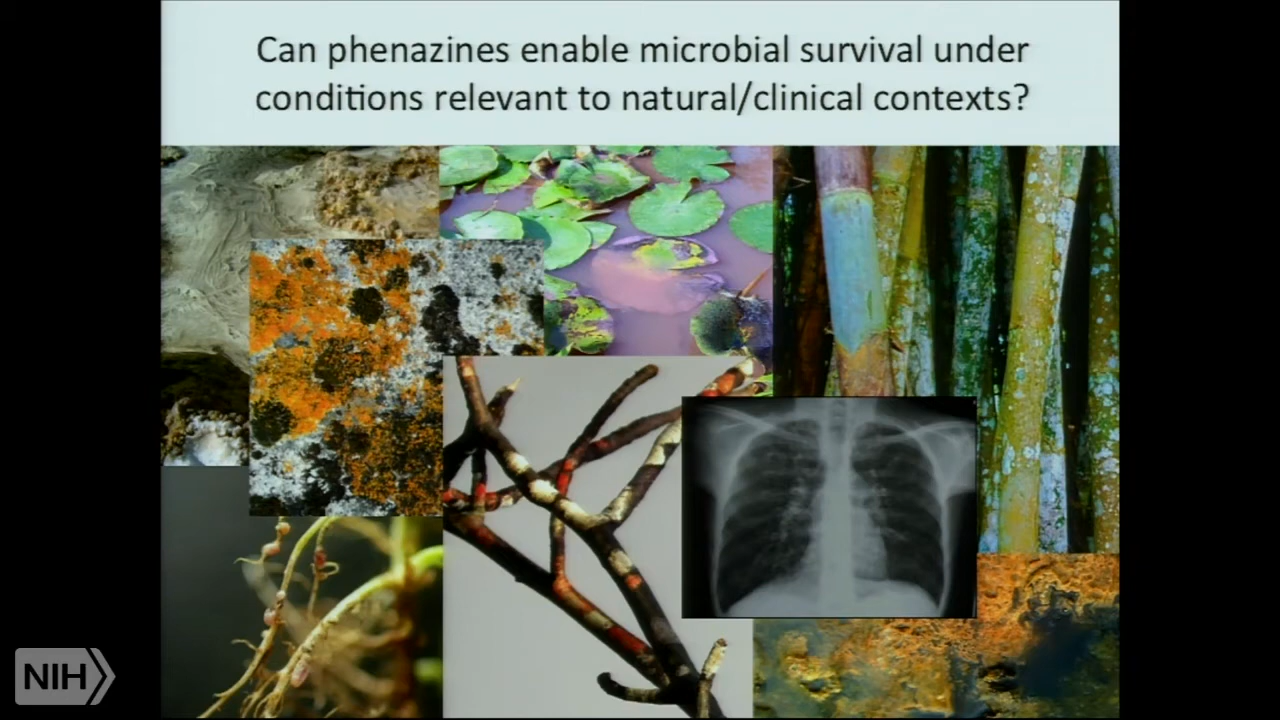 Can phenazines enable microbial survival under
conditions relevant to natural/clinical contexts?
NIH